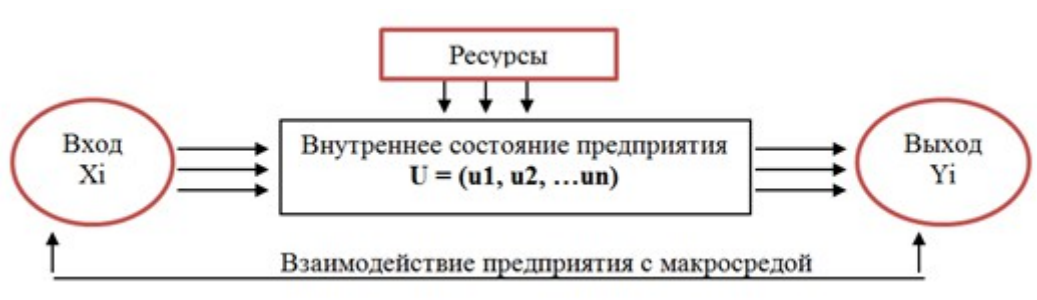 Ресурсы
Вход
Xi
Внутреннее состояние предприятия
U = (u1, u2, …un)
Выход
Yi
Взаимодействие предприятия с макросредой